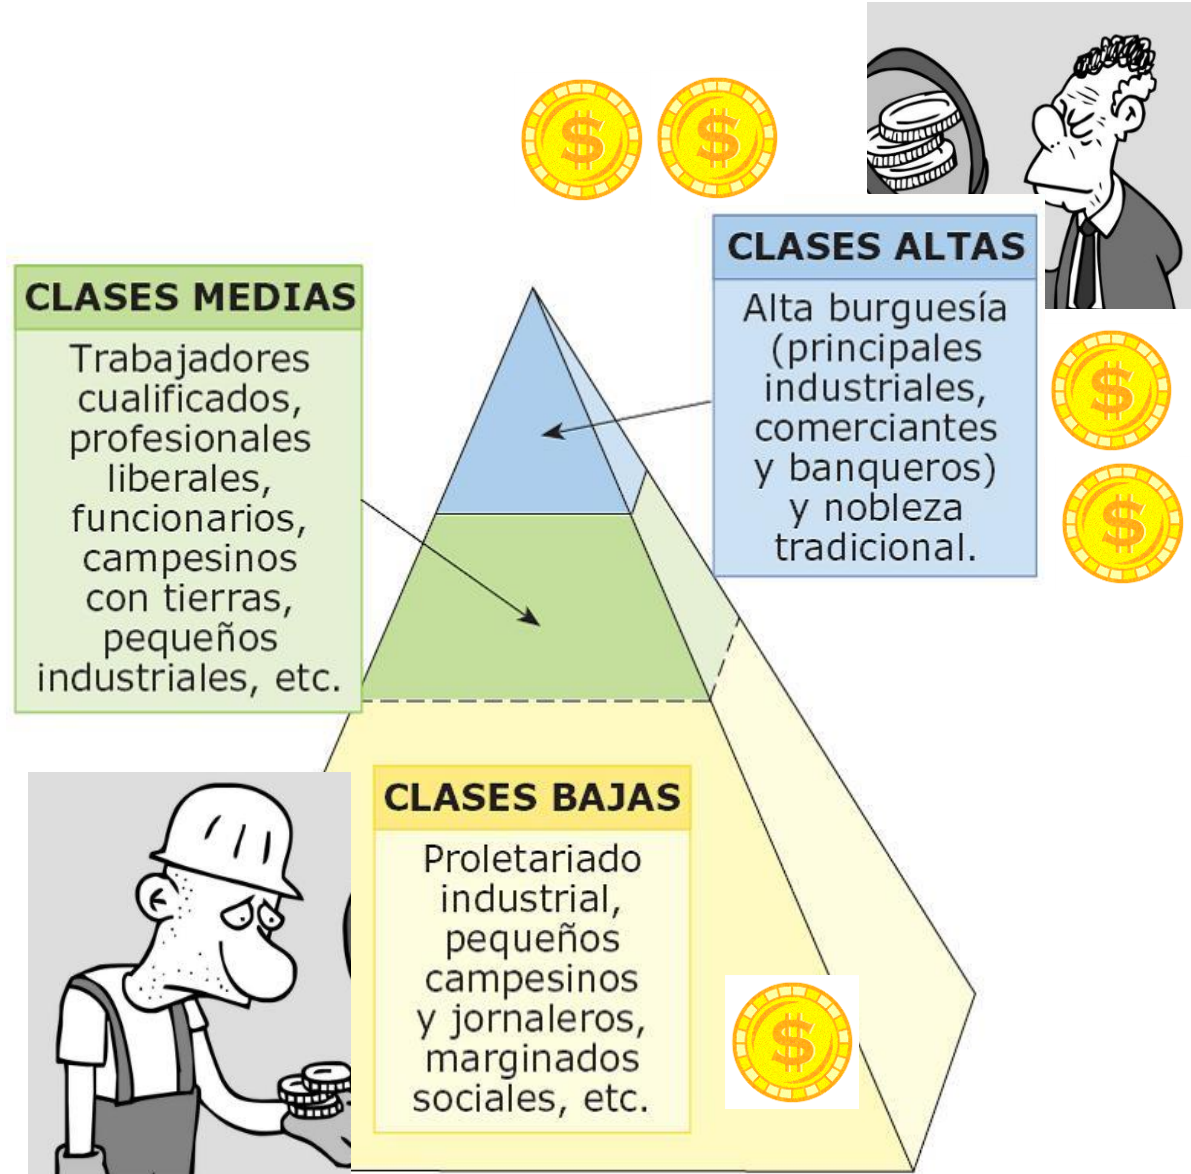 CLASES MEDIAS
Trabajadores
cualificados,
profesionales
liberales,
funcionarios,
campesinos
con tierras,
pequeños
industriales, etc.
CLASES ALTAS
Alta burguesía
(principales
industriales,
comerciantes
y banqueros)
y nobleza
tradicional.
CLASES BAJAS
Proletariado
industrial,
pequeños
campesinos
y jornaleros,
marginados
sociales, etc.
$
$
$
$
$